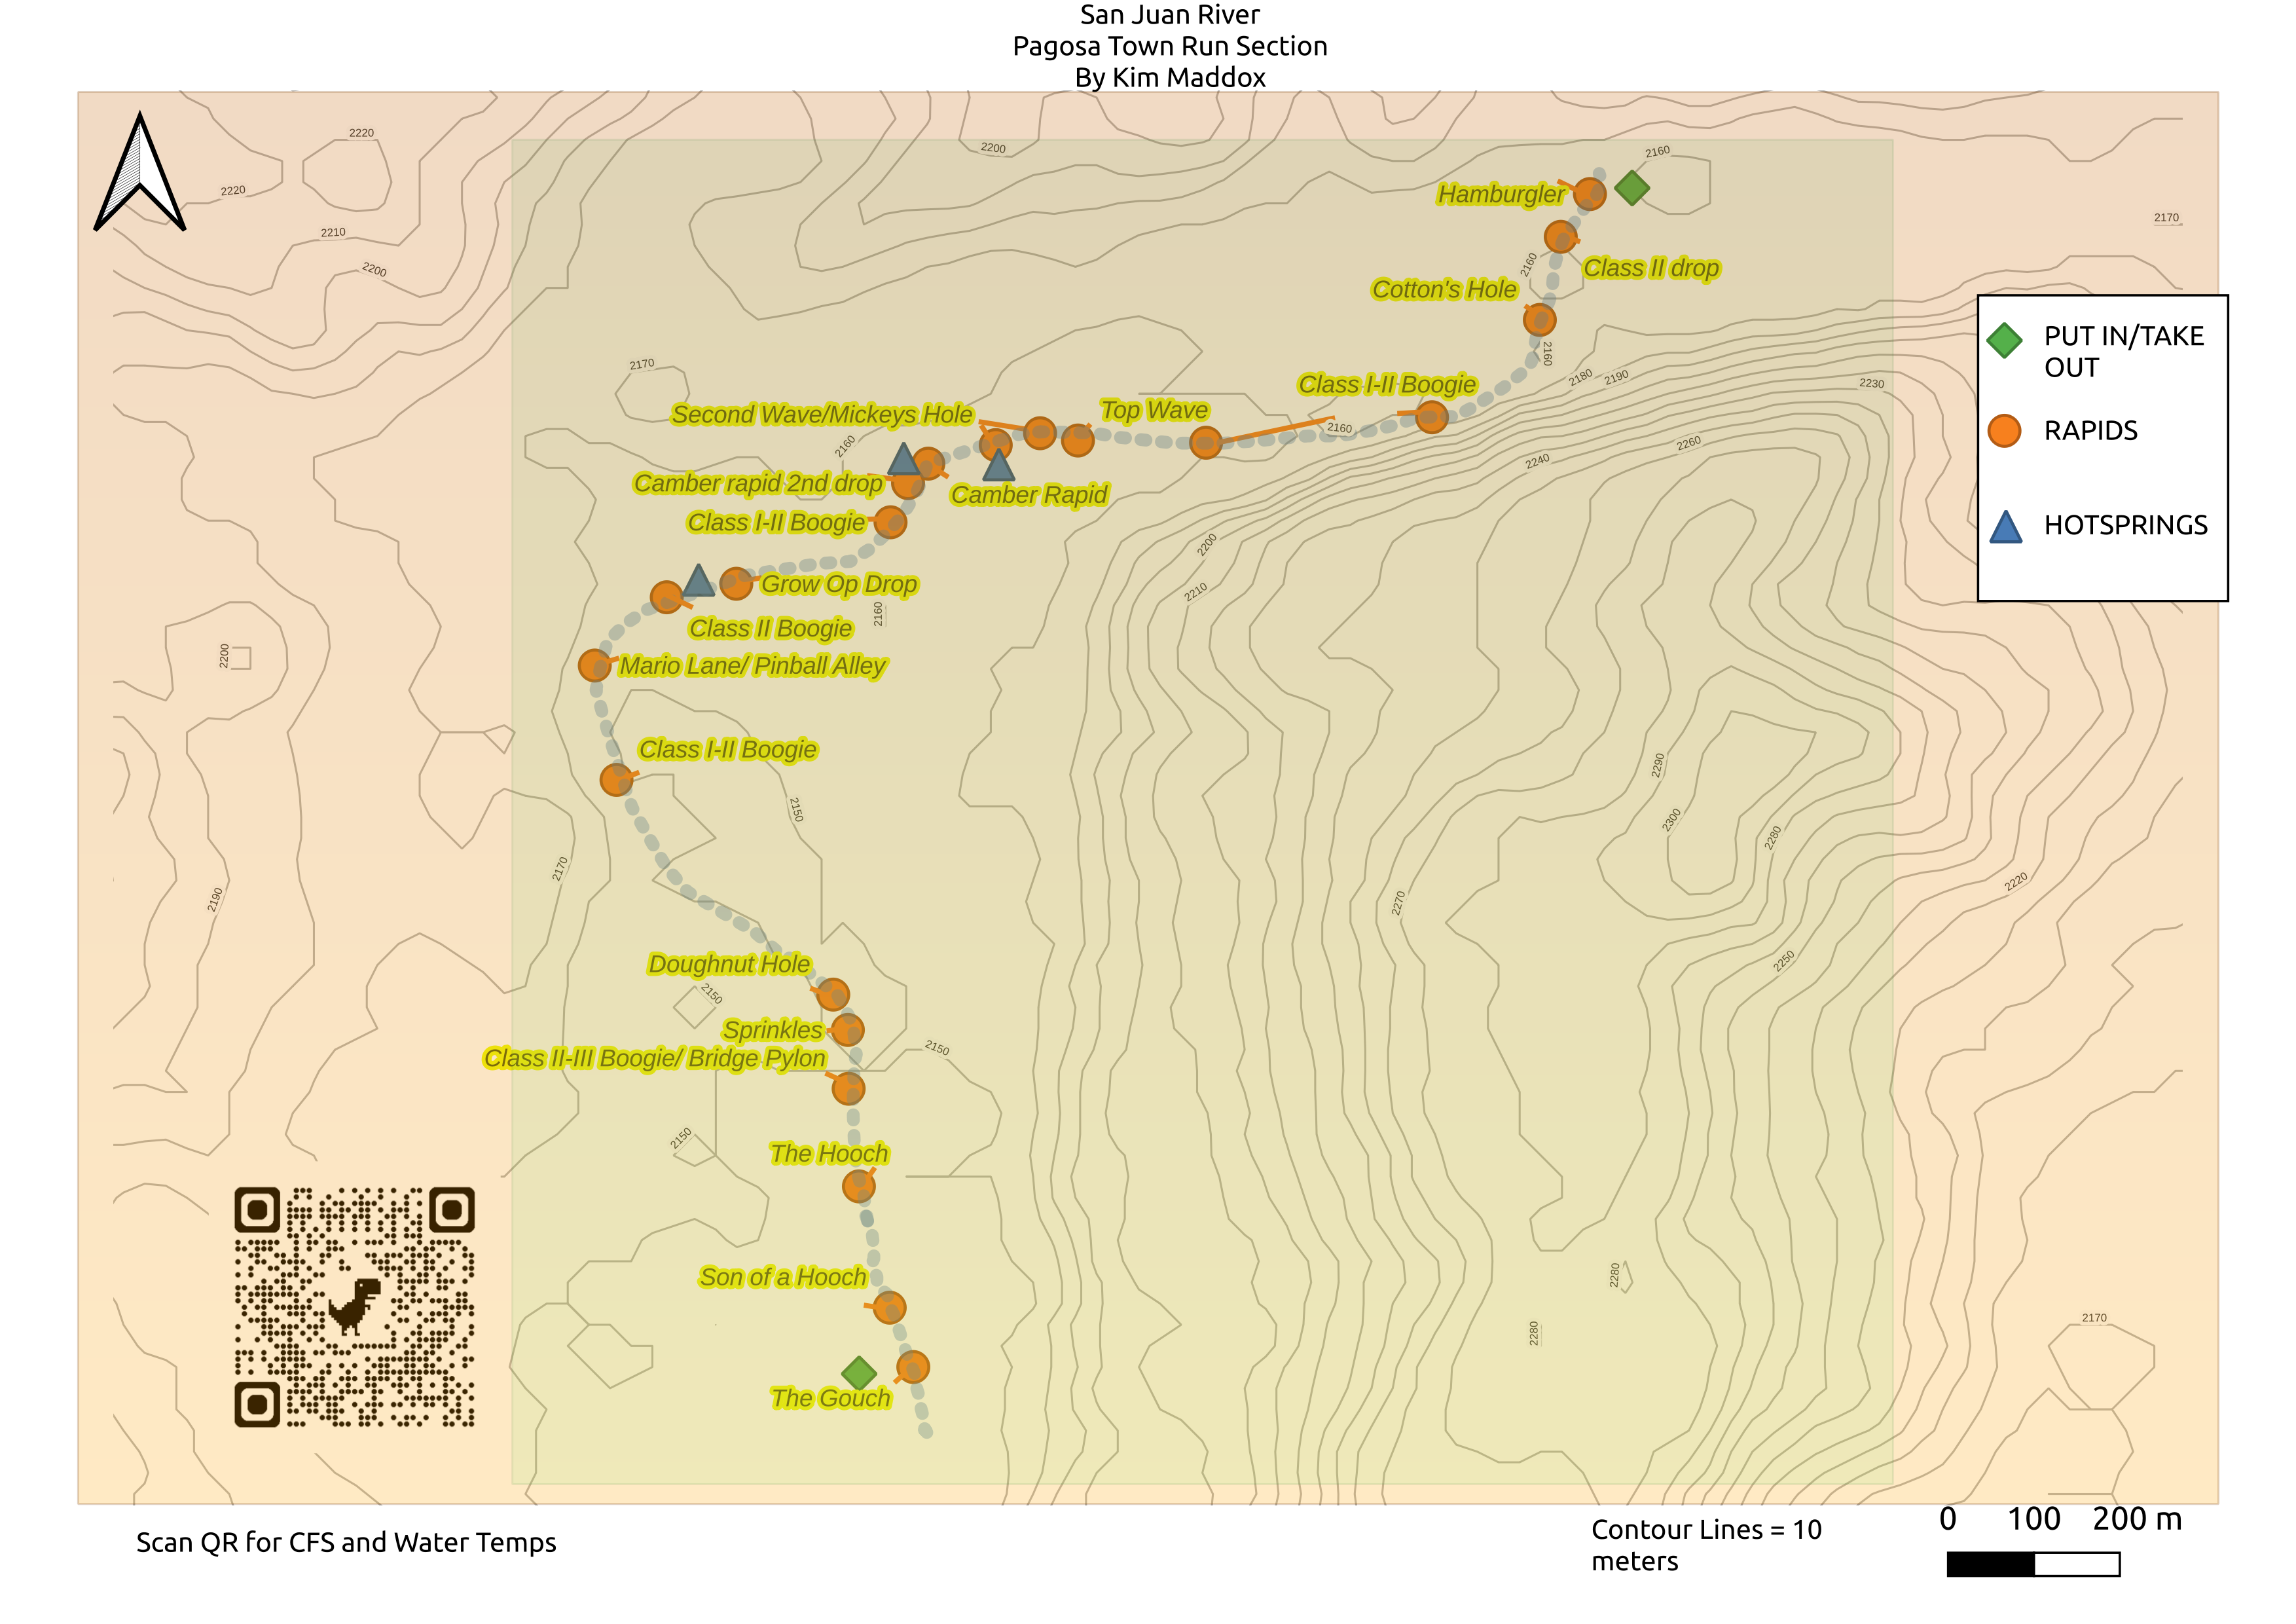 San Juan River
Pagosa Town Run Section
By Kim Maddox
2220
2200
2160
2220
Hamburgler
2170
2210
2200
2160
Class II drop
Cotton's Hole
2160
2170
2180
2190
2230
Class I-II Boogie
Second Wave/Mickeys Hole
Top Wave
2160
2160
2260
2240
Camber rapid 2nd drop
Camber Rapid
Class I-II Boogie
2200
2210
Grow Op Drop
2160
Class II Boogie
2200
Mario Lane/ Pinball Alley
Class I-II Boogie
2290
2150
2300
2280
2170
2190
2270
2220
2250
Doughnut Hole
2150
Sprinkles
2150
Class II-III Boogie/ Bridge Pylon
2150
The Hooch
Son of a Hooch
2280
2280
2170
The Gouch
PUT IN/TAKE
OUT
RAPIDS
HOTSPRINGS
Scan QR for CFS and Water Temps
Contour Lines = 10
meters
0 100 200 m